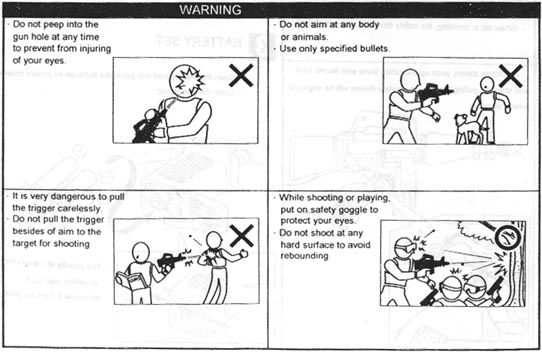 WARNING
· Do not peep into the
gun hole at any time
to prevent from injuring
of your eyes.
· Do not aim at any body
or animals.
· Use only specified bullets.
· It is very dangerous to pull
the trigger carelessly.
· Do not pull the trigger
besides of aim to the
target for shooting
· While shooting or playing,
put on safety goggle to
protect your eyes.
· Do not shoot at any
hard surface to avoid
rebounding
BATTERY SET